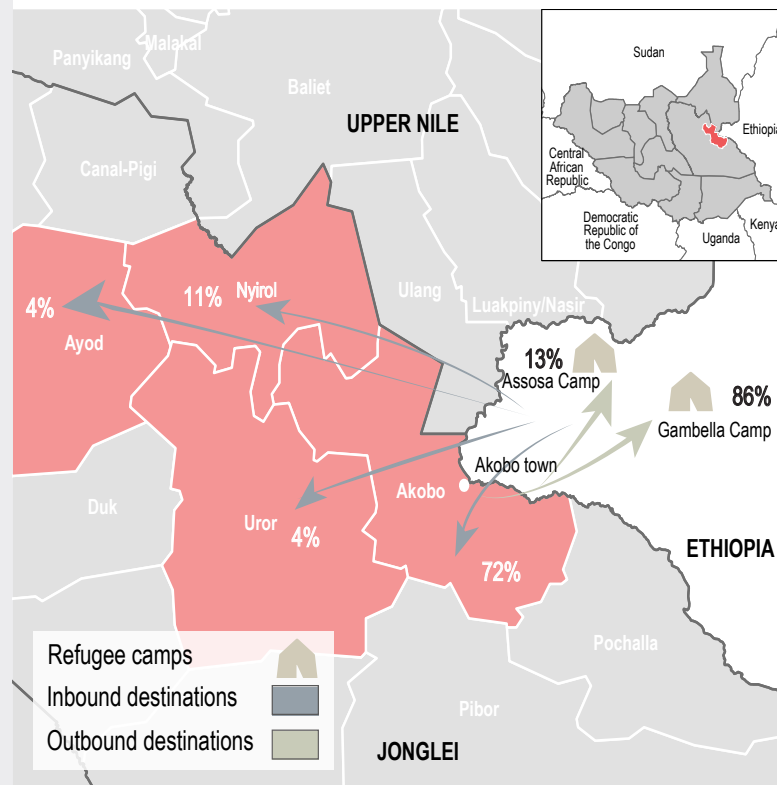 Panyikang
Malakal
Baliet
UPPER NILE
Canal-Pigi
Sudan
Ethiopia
Central
African
Republic
Democratic
Republic of
the Congo
Uganda
Kenya
4%
Ayod
11%
Nyirol
Ulang
Luakpiny/Nasir
13%
Assosa Camp
86%
Gambella Camp
Akobo town
Akobo
Duk
Uror
4%
72%
ETHIOPIA
Pochalla
Pibor
JONGLEI
Refugee camps
Inbound destinations
Outbound destinations